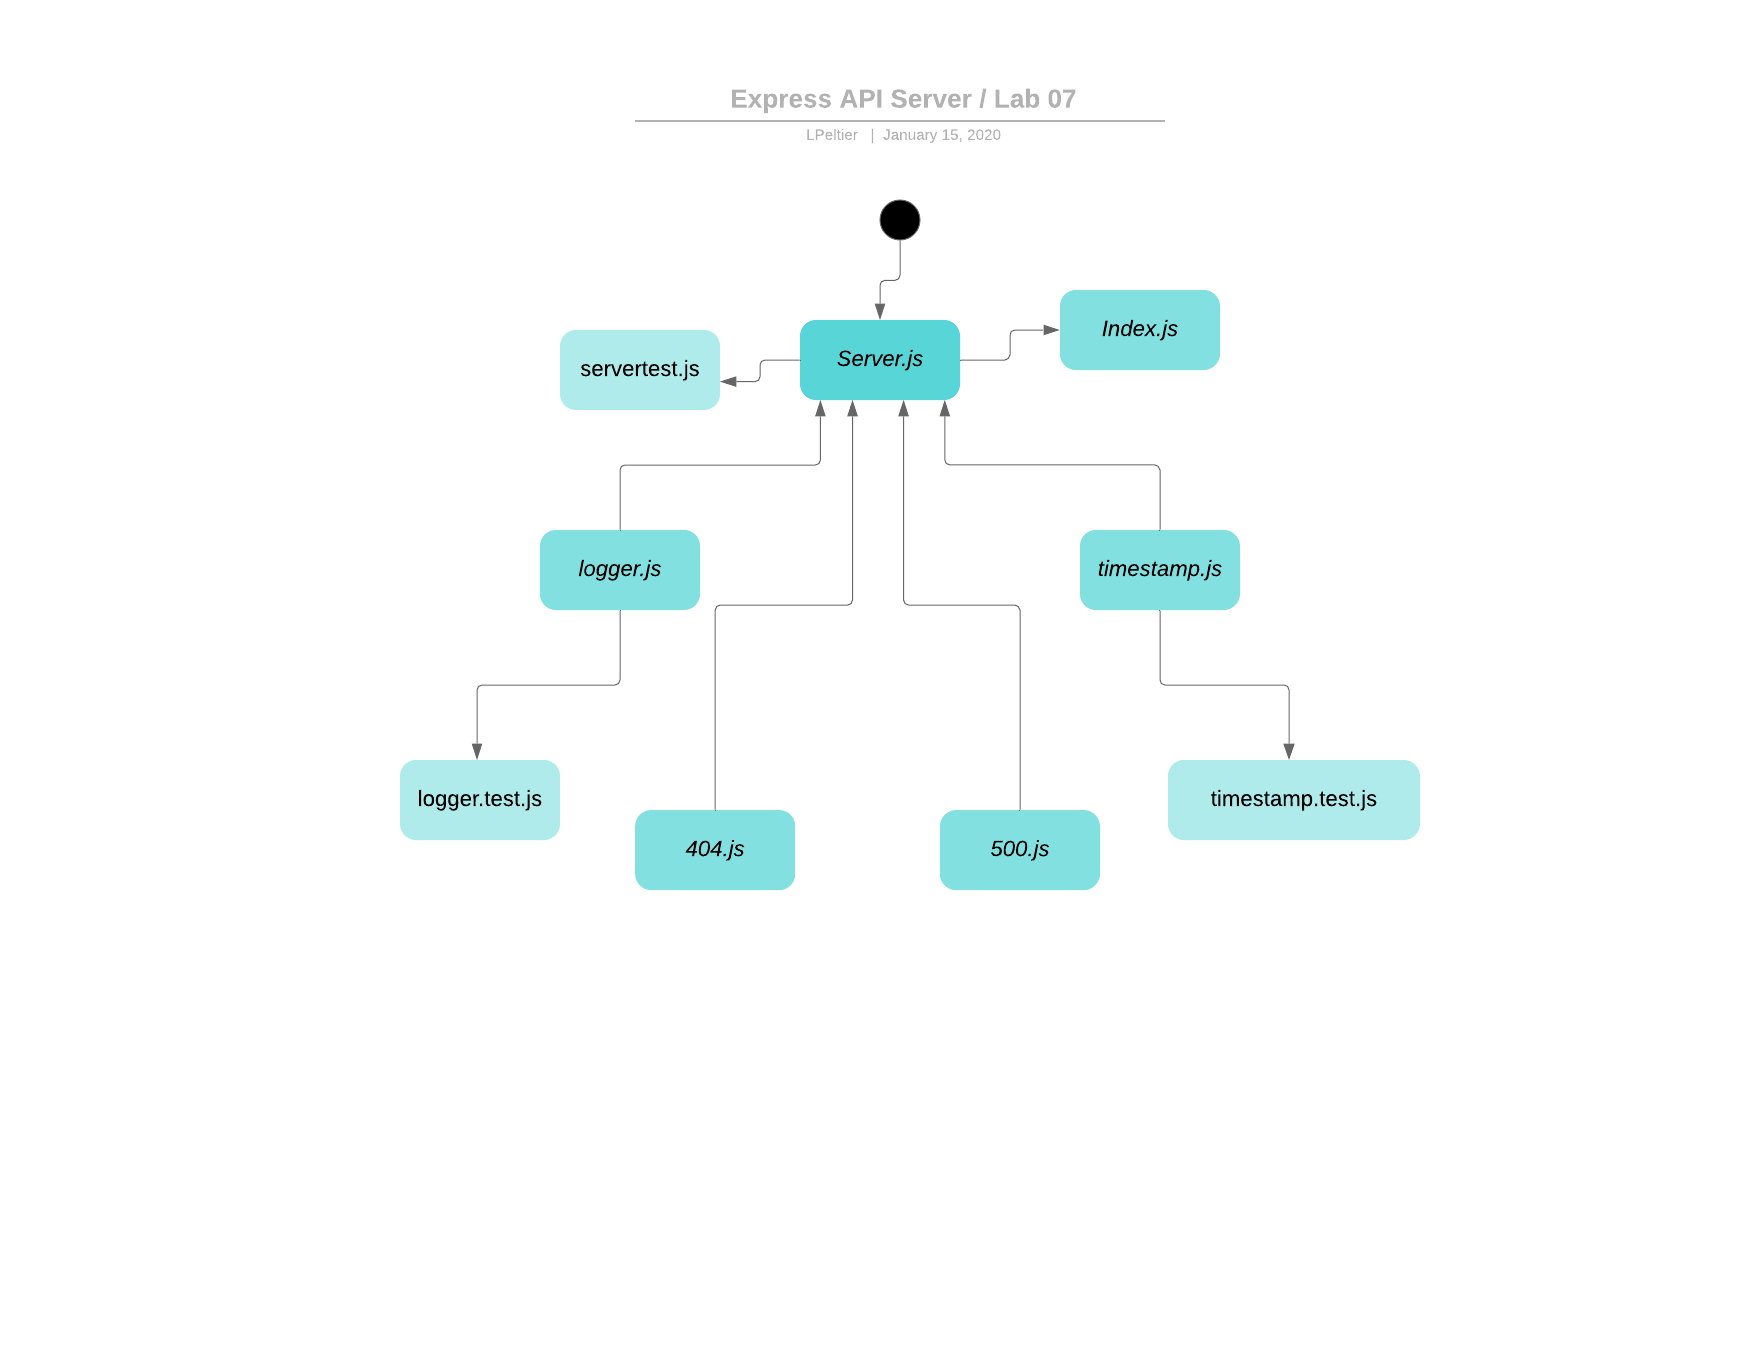 Express API Server / Lab 07
LPeltier | January 15, 2020
Index.js
Server.js
servertest.js
logger.js
timestamp.js
logger.test.js
timestamp.test.js
404.js
500.js